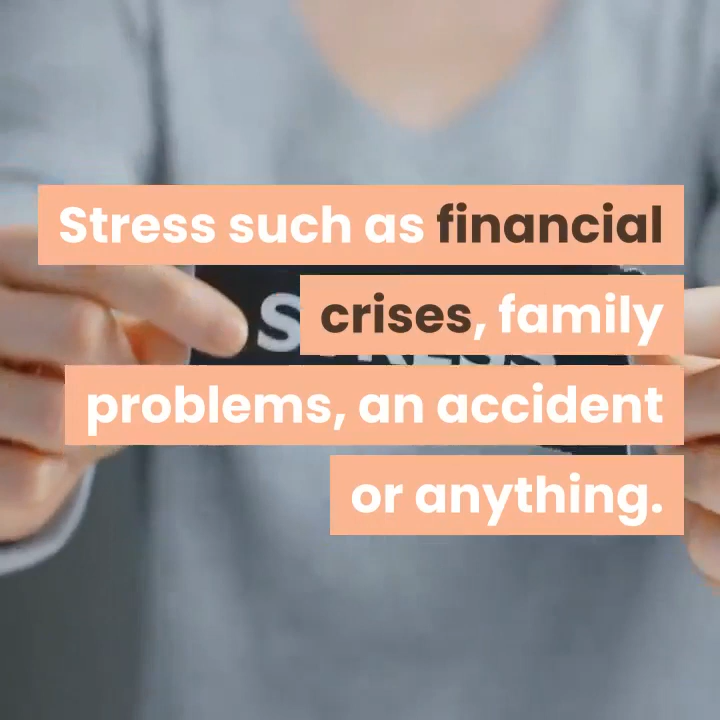 Stress such as financial
crises, family
problems, an accident
or anything.